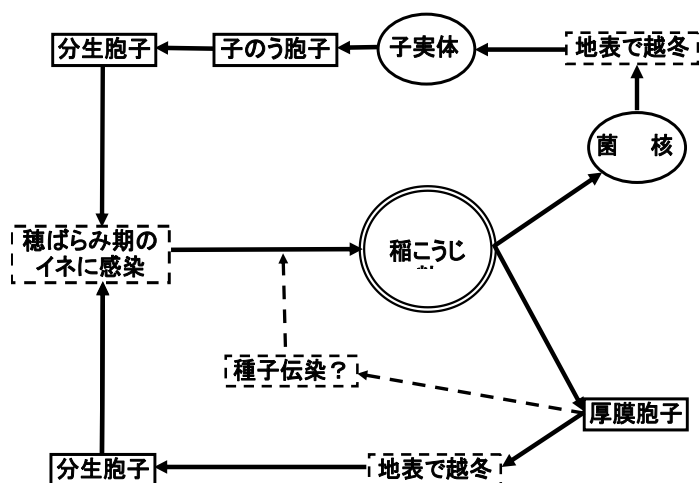 分生胞子
子のう胞子
子実体
地表で越冬
菌　核
穂ばらみ期の
イネに感染
稲こうじ
種子伝染？
厚膜胞子
分生胞子
地表で越冬